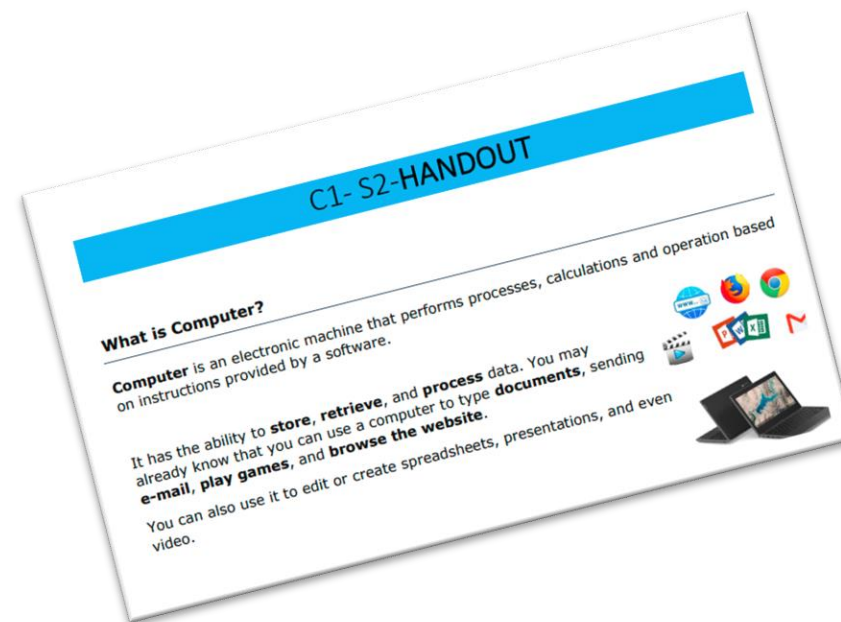 C1- S2-HANDOUT
What is Computer?
Computer is an electronic machine that performs processes, calculations and operation based
on instructions provided by a software.
It has the ability to store, retrieve, and process data. You may
already know that you can use a computer to type documents, sending
e-mail, play games, and browse the website.
You can also use it to edit or create spreadsheets, presentations, and even
video.
www.
P W X